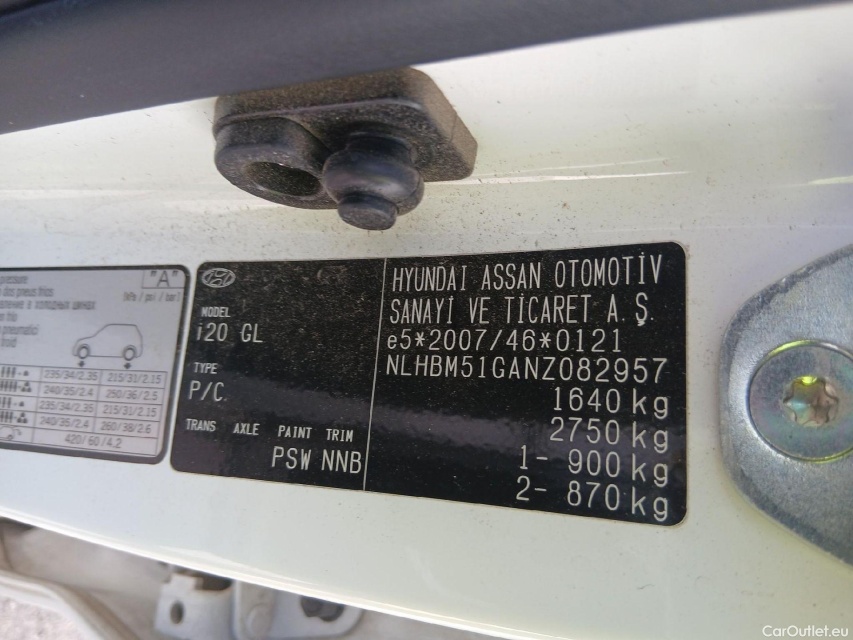 "A"
(kPa / psi / bar)
235/34/2.35 215/31/2.15
240/35/2.4 250/36/2.5
235/34/2.35 215/31/2.15
240/35/2.4 260/38/2.6
420/60/4.2
MODEL
i20 GL
TYPE
P/C
TRANS AXLE PAINT TRIM
PSW NNB
HYUNDAI ASSAN OTOMOTİV
SANAYİ VE TİCARET A.Ş.
e5*2007/46*0121
NLHBM51GANZ082957
1640 kg
2750 kg
1- 900 kg
2- 870 kg
CarOutlet.eu